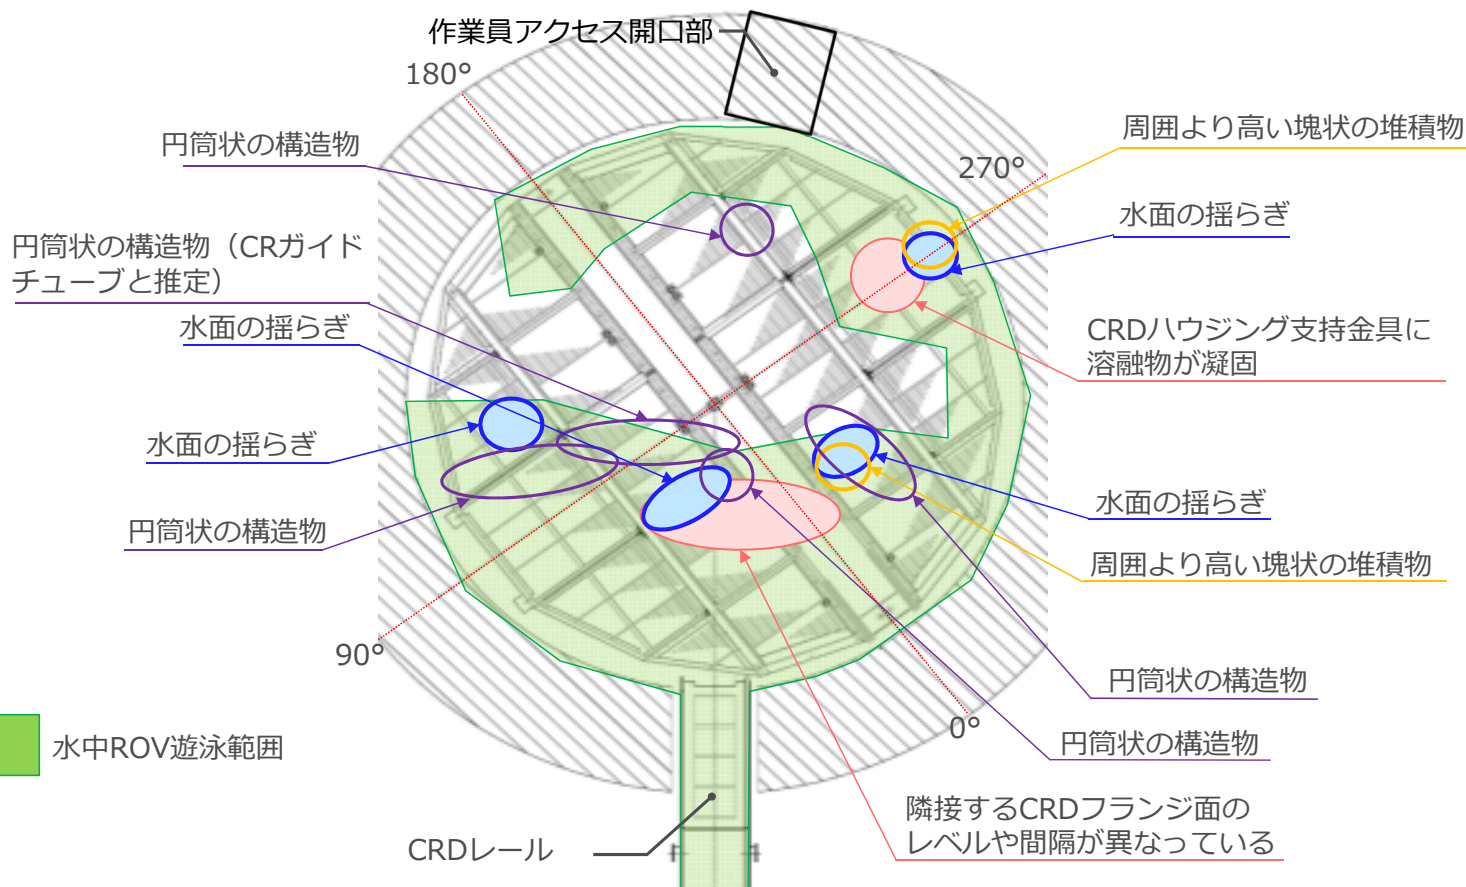 作業員アクセス開口部
180°
円筒状の構造物
周囲より高い塊状の堆積物
270°
水面の揺らぎ
円筒状の構造物（CRガイド
チューブと推定）
水面の揺らぎ
CRDハウジング支持金具に
溶融物が凝固
水面の揺らぎ
水面の揺らぎ
円筒状の構造物
周囲より高い塊状の堆積物
90°
円筒状の構造物
0°
円筒状の構造物
水中ROV遊泳範囲
隣接するCRDフランジ面の
レベルや間隔が異なっている
CRDレール